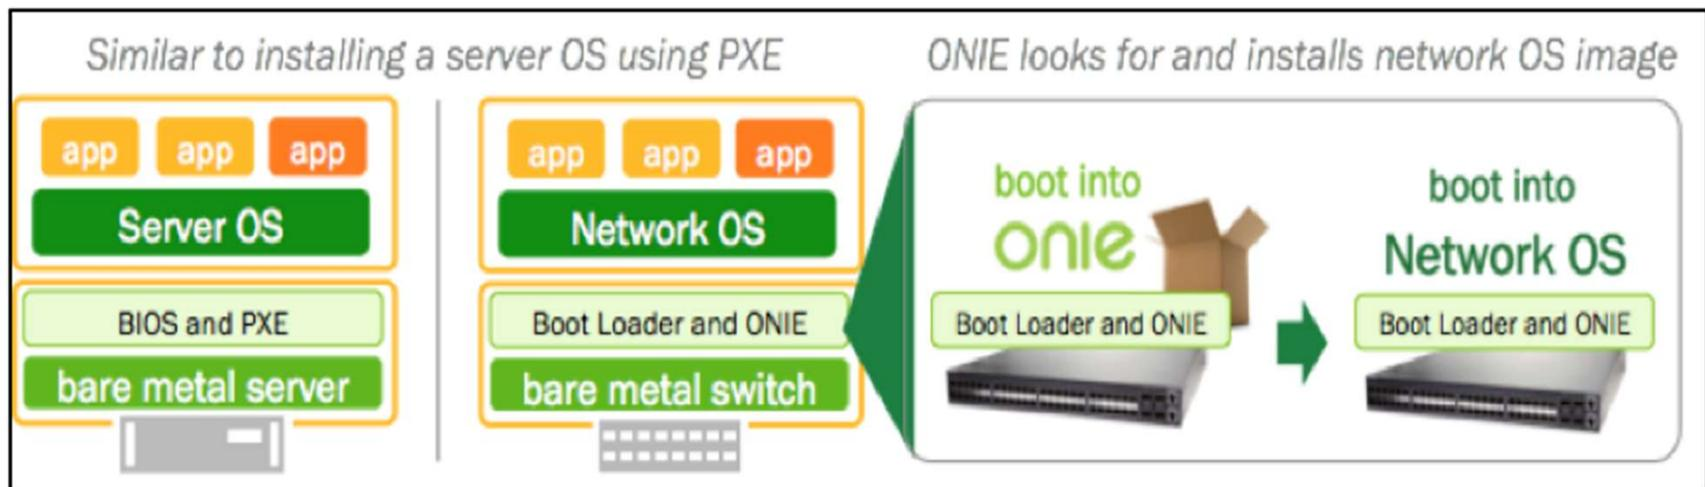 Similar to installing a server OS using PXE
app app app
Server OS
BIOS and PXE
bare metal server
app app app
Network OS
Boot Loader and ONIE
bare metal switch
ONIE looks for and installs network OS image
boot into
onie
Boot Loader and ONIE
boot into
Network OS
Boot Loader and ONIE